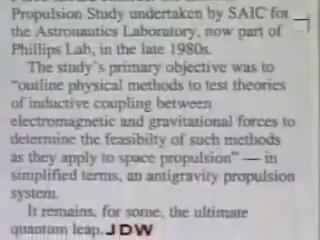 Propulsion Study undertaken by SAIC for
the Astronautics Laboratory, now part of
Phillips Lab, in the late 1980s.
The study's primary objective was to
"outline physical methods to test theories
of inductive coupling between
electromagnetic and gravitational forces to
determine the feasibilty of such methods
as they apply to space propulsion" — in
simplified terms, an antigravity propulsion
system.
It remains, for some, the ultimate
quantum leap. JDW